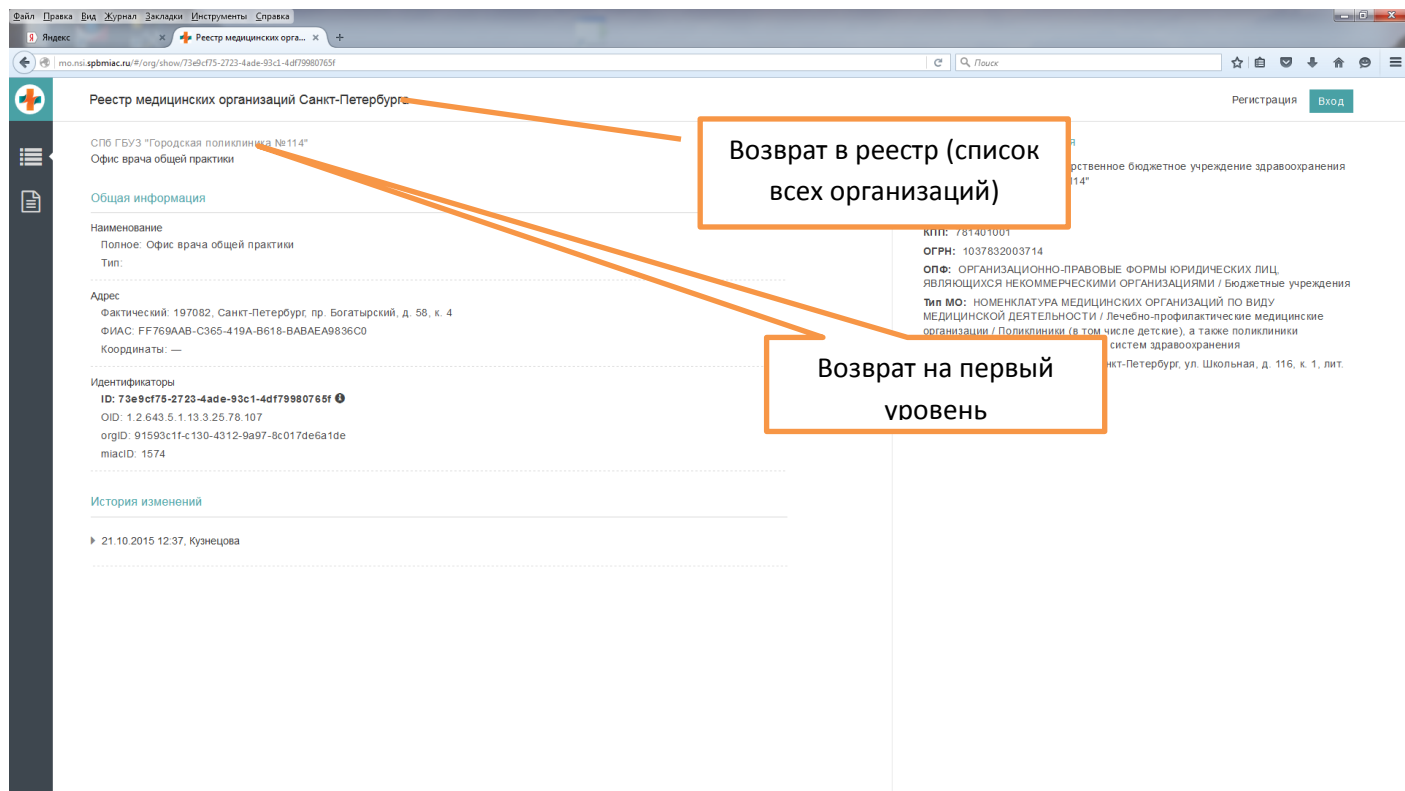 Файл Правка Вид Журнал Закладки Инструменты Справка
Яндекс
Реестр медицинских орга...
mo.nsi.spbmiac.ru/#/org/show/73e9cf75-2723-4ade-93c1-4df79980765f
Поиск
Реестр медицинских организаций Санкт-Петербурга
Регистрация
Вход
СПб ГБУЗ "Городская поликлиника №114"
Офис врача общей практики
Общая информация
Наименование
Полное: Офис врача общей практики
Тип:
Адрес
Фактический: 197082, Санкт-Петербург, пр. Богатырский, д. 58, к. 4
ФИАС: FF769AAB-C365-419A-B618-BABAEA9836C0
Координаты: —
Идентификаторы
ID: 73e9cf75-2723-4ade-93c1-4df79980765f
OID: 1.2.643.5.1.13.3.25.78.107
orgID: 91593c1f-c130-4312-9a97-8c017de6a1de
miacID: 1574
История изменений
21.10.2015 12:37, Кузнецова
Возврат в реестр (список
всех организаций)
Возврат на первый
уровень
бюджетное учреждение здравоохранения
14"
КПП: 781401001
ОГРН: 1037832003714
ОПФ: ОРГАНИЗАЦИОННО-ПРАВОВЫЕ ФОРМЫ ЮРИДИЧЕСКИХ ЛИЦ,
ЯВЛЯЮЩИХСЯ НЕКОММЕРЧЕСКИМИ ОРГАНИЗАЦИЯМИ / Бюджетные учреждения
Тип МО: НОМЕНКЛАТУРА МЕДИЦИНСКИХ ОРГАНИЗАЦИЙ ПО ВИДУ
МЕДИЦИНСКОЙ ДЕЯТЕЛЬНОСТИ / Лечебно-профилактические медицинские
организации / Поликлиники (в том числе детские), а также поликлиники
систем здравоохранения
ул. Школьная, д. 116, к. 1, лит.